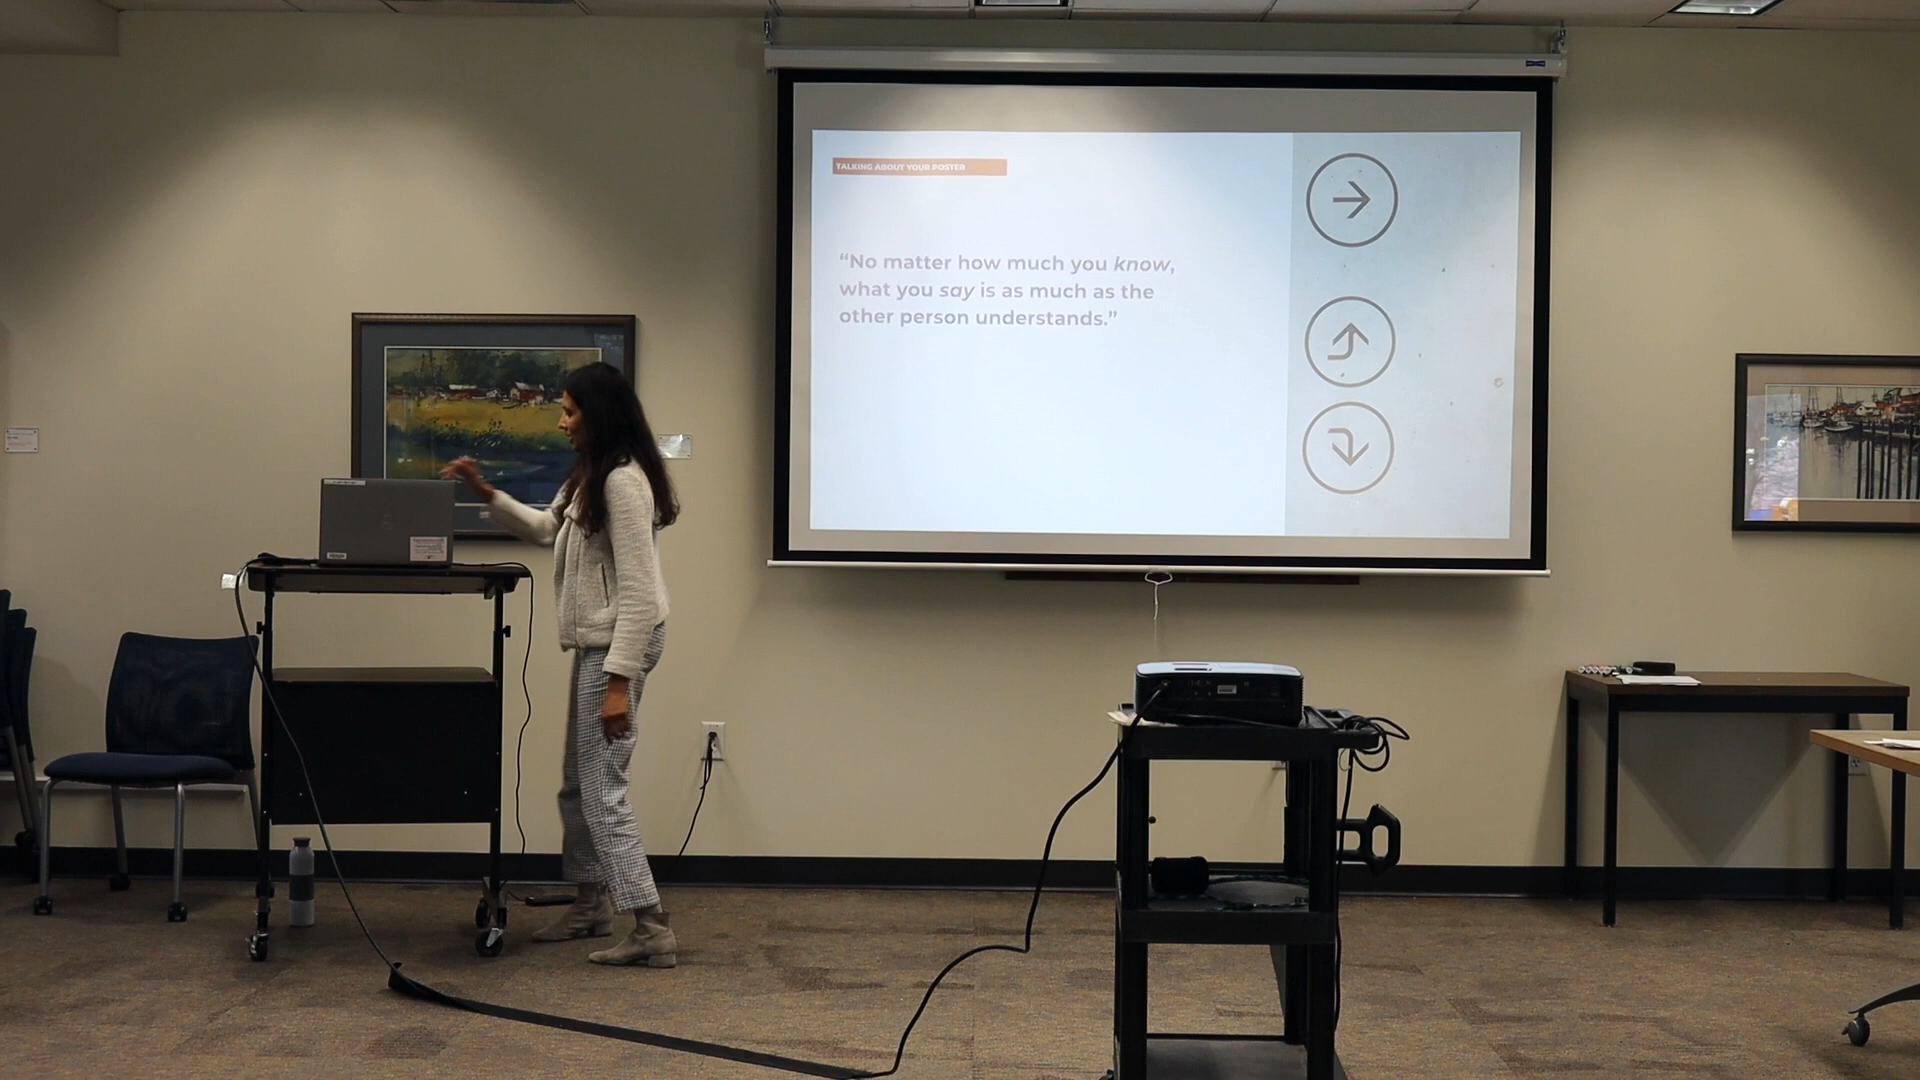 TALKING ABOUT YOUR POSTER
“No matter how much you know,
what you say is as much as the
other person understands.”